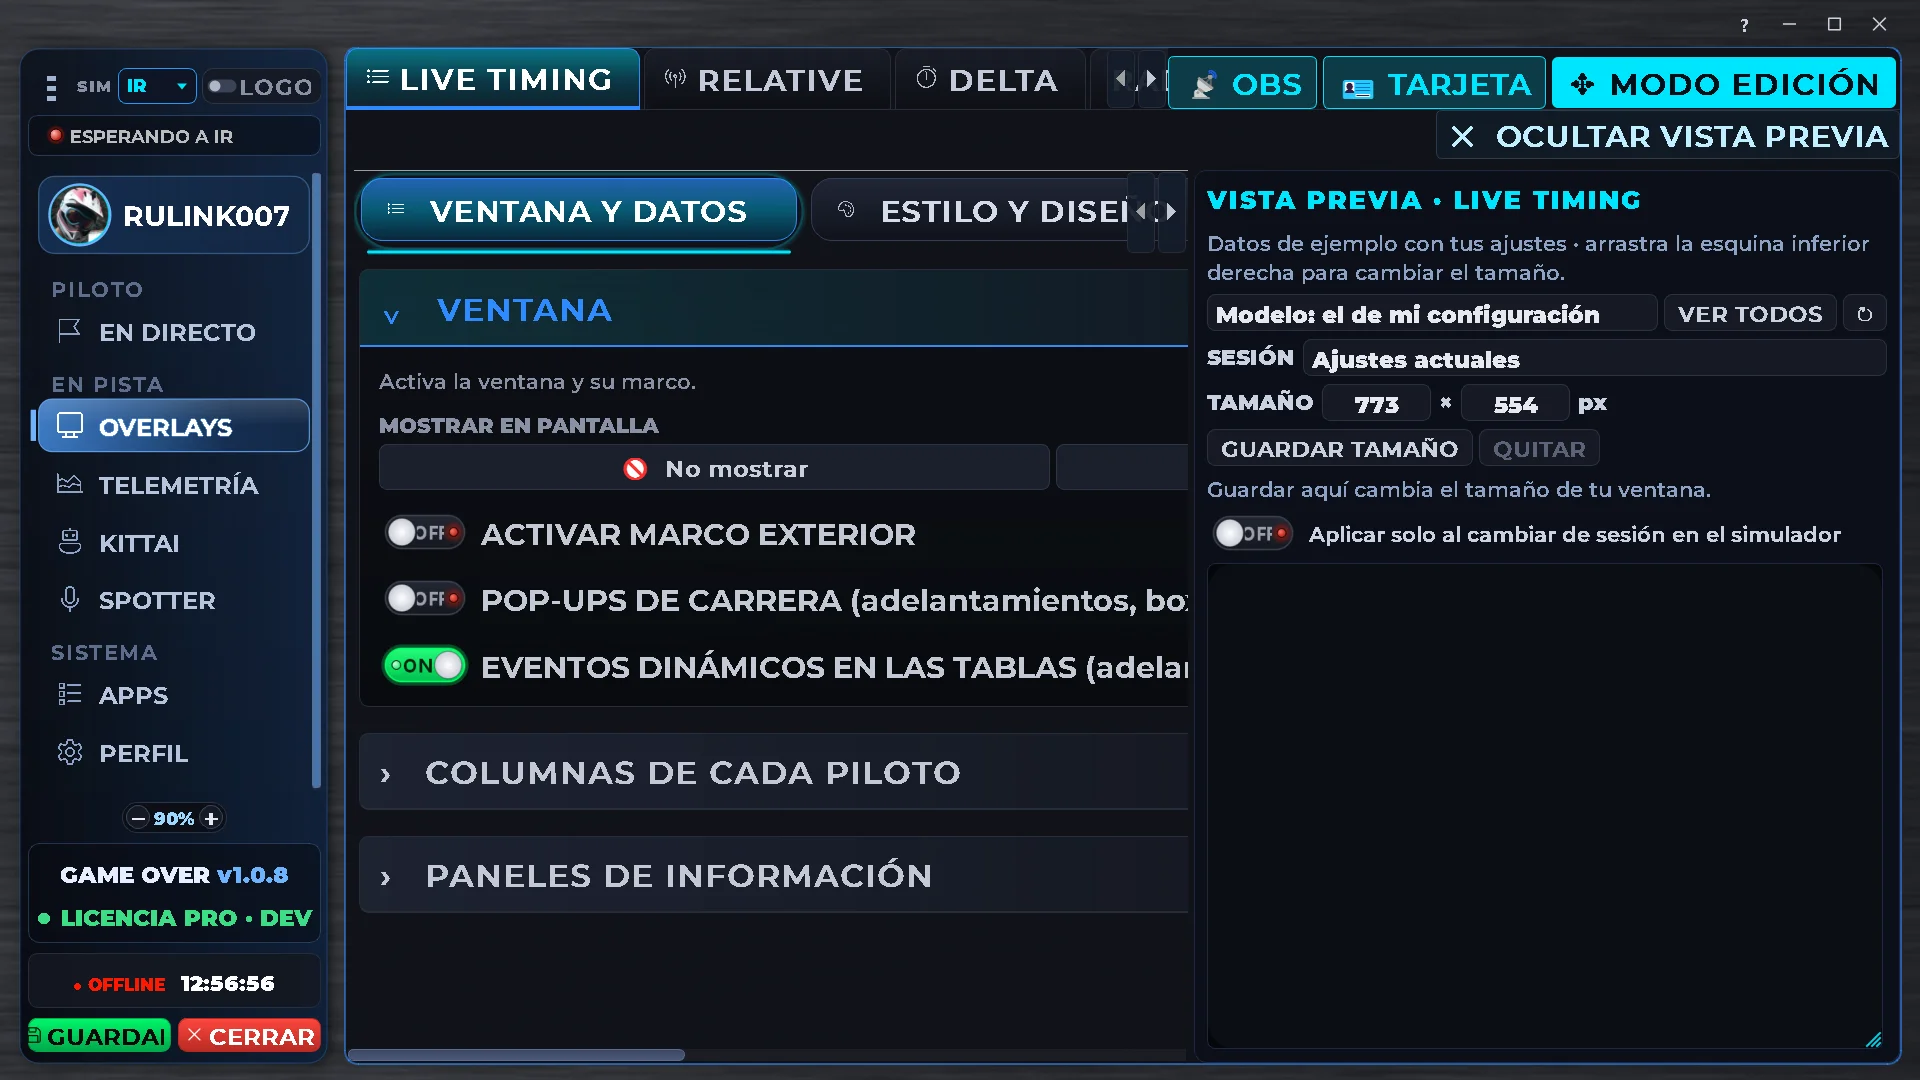 ?
SIM IR LOGO
ESPERANDO A IR
RULINK007
PILOTO
EN DIRECTO
EN PISTA
OVERLAYS
TELEMETRÍA
KITTAI
SPOTTER
SISTEMA
APPS
PERFIL
90%
GAME OVER v1.0.8
• LICENCIA PRO • DEV
• OFFLINE 12:56:56
GUARDAI
CERRAR
LIVE TIMING
RELATIVE
DELTA
OBS
TARJETA
MODO EDICIÓN
OCULTAR VISTA PREVIA
VENTANA Y DATOS
ESTILO Y DISEÑO
VENTANA
Activa la ventana y su marco.
MOSTRAR EN PANTALLA
No mostrar
OFF ACTIVAR MARCO EXTERIOR
OFF POP-UPS DE CARRERA (adelantamientos, box
ON EVENTOS DINÁMICOS EN LAS TABLAS (adelan
› COLUMNAS DE CADA PILOTO
› PANELES DE INFORMACIÓN
VISTA PREVIA • LIVE TIMING
Datos de ejemplo con tus ajustes • arrastra la esquina inferior
derecha para cambiar el tamaño.
Modelo: el de mi configuración VER TODOS ↻
SESIÓN Ajustes actuales
TAMAÑO 773 × 554 px
GUARDAR TAMAÑO QUITAR
Guardar aquí cambia el tamaño de tu ventana.
OFF Aplicar solo al cambiar de sesión en el simulador